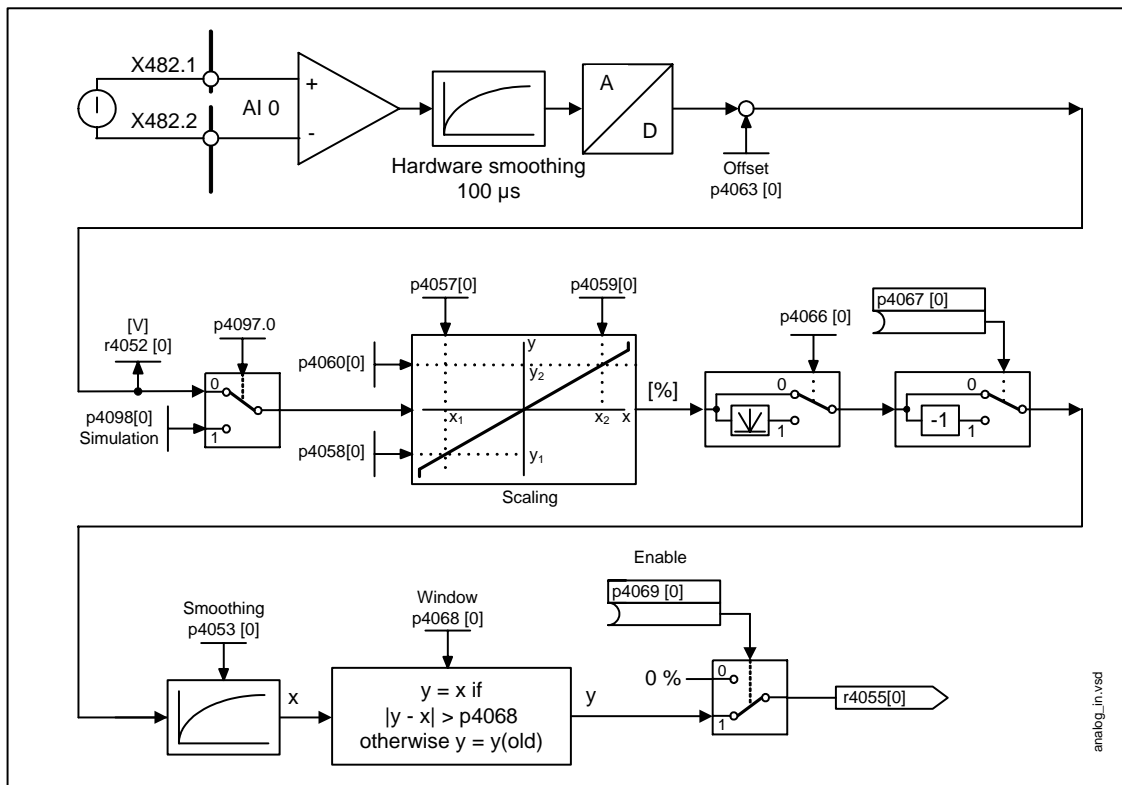 X482.1
X482.2
I
AI 0
+
-
Hardware smoothing
100 µs
A
D
Offset
p4063 [0]
[V]
r4052 [0]
p4097.0
0
1
p4098[0]
Simulation
p4057[0]
p4059[0]
p4060[0]
p4058[0]
y
y2
x1
x2
x
y1
Scaling
[%]
p4066 [0]
0
1
p4067 [0]
0
-1
1
Smoothing
p4053 [0]
x
Window
p4068 [0]
y = x if
|y - x| > p4068
otherwise y = y(old)
y
Enable
p4069 [0]
0 %
0
1
r4055[0]
analog_in.vsd